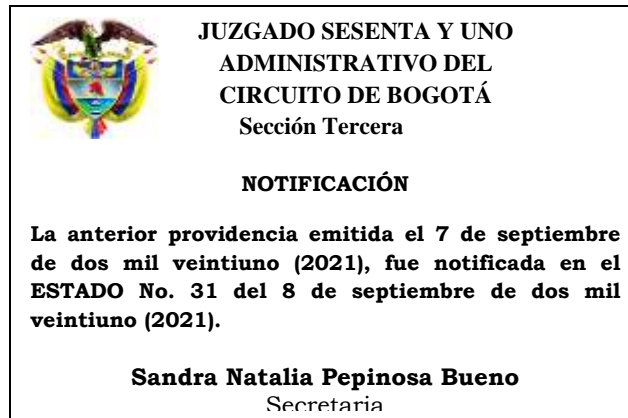 JUZGADO SESENTA Y UNO
ADMINISTRATIVO DEL
CIRCUITO DE BOGOTÁ
Sección Tercera
NOTIFICACIÓN
La anterior providencia emitida el 7 de septiembre
de dos mil veintiuno (2021), fue notificada en el
ESTADO No. 31 del 8 de septiembre de dos mil
veintiuno (2021).
Sandra Natalia Pepinosa Bueno
Secretaria